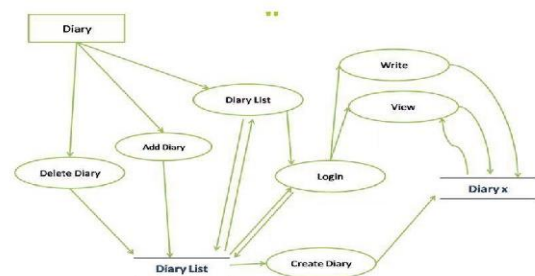 Diary
Write
Diary List
View
Add Diary
Delete Diary
Login
Diary x
Diary List
Create Diary